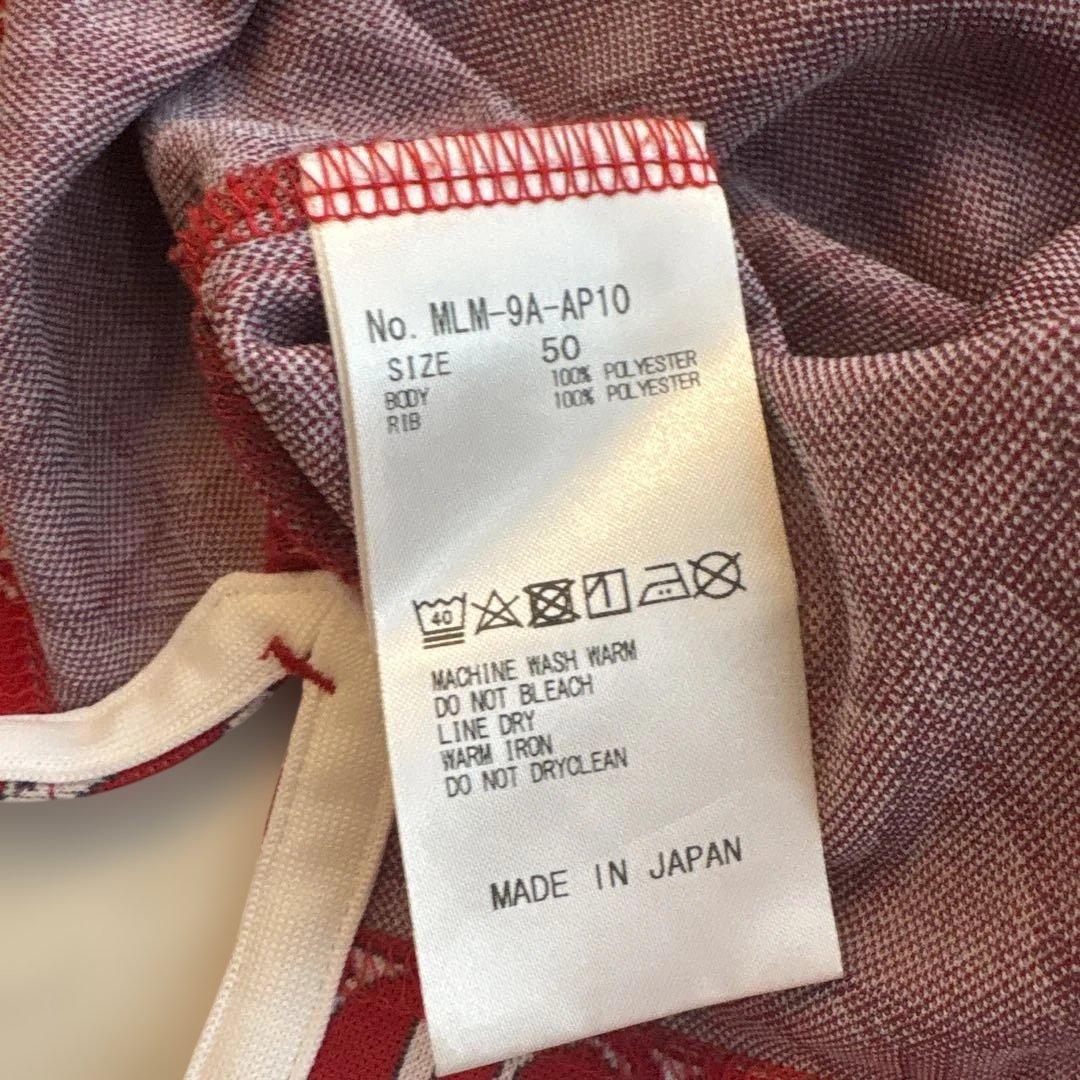 No. MLM-9A-AP10
SIZE 50
BODY 100% POLYESTER
RIB 100% POLYESTER
40
MACHINE WASH WARM
DO NOT BLEACH
LINE DRY
WARM IRON
DO NOT DRYCLEAN
MADE IN JAPAN